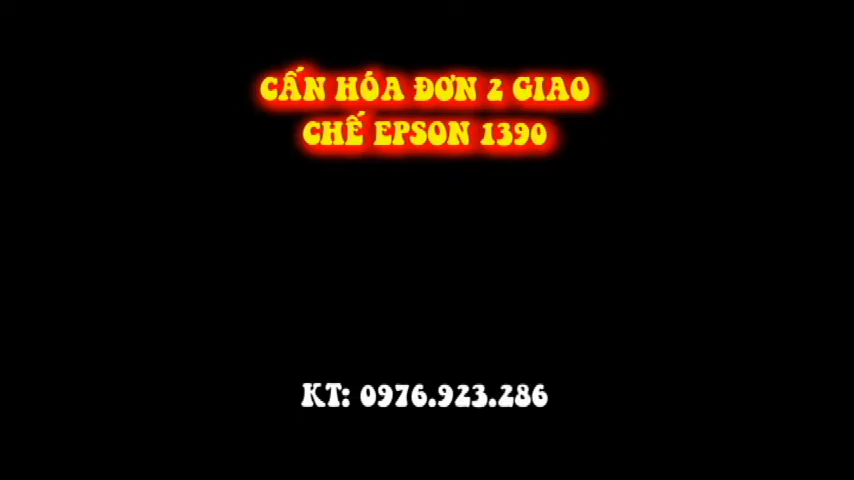 CẤN HÓA ĐƠN 2 GIAO
CHẾ EPSON 1390
KT: 0976.923.286